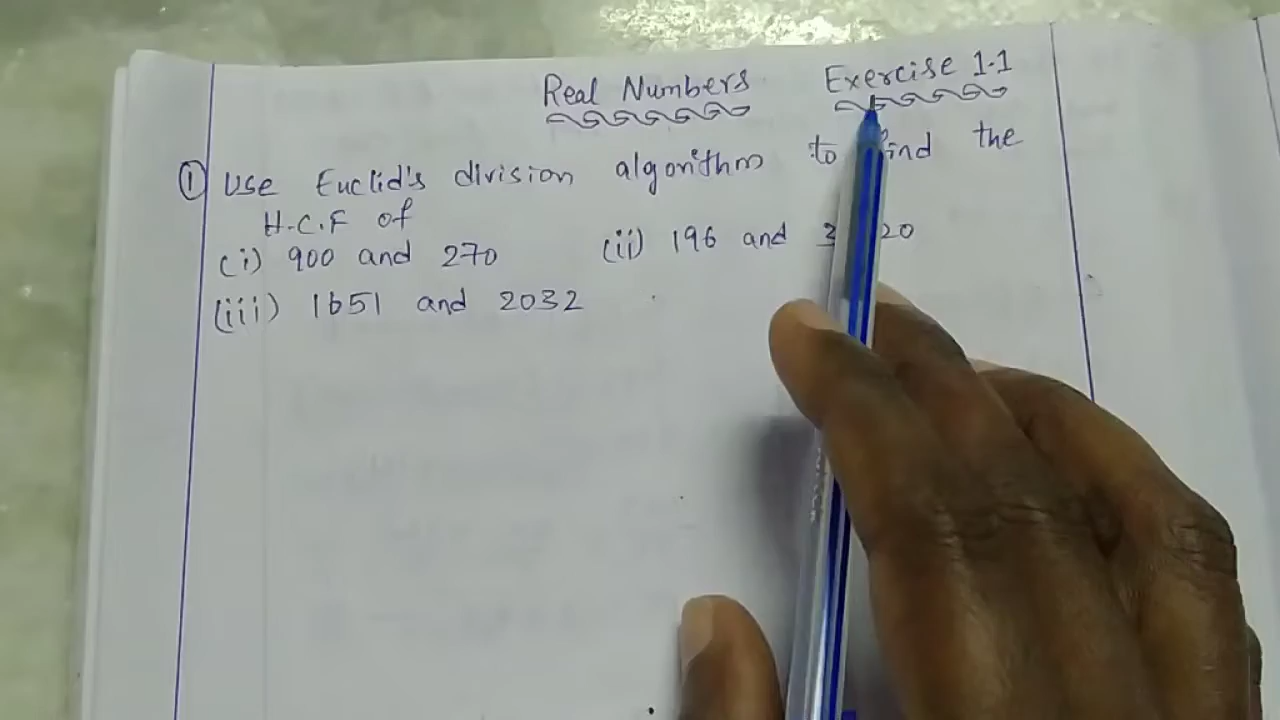 Real Numbers Exercise 1.1
① Use Euclid's division algorithm to find the
H.C.F of
(i) 900 and 270 (ii) 196 and
(iii) 1651 and 2032